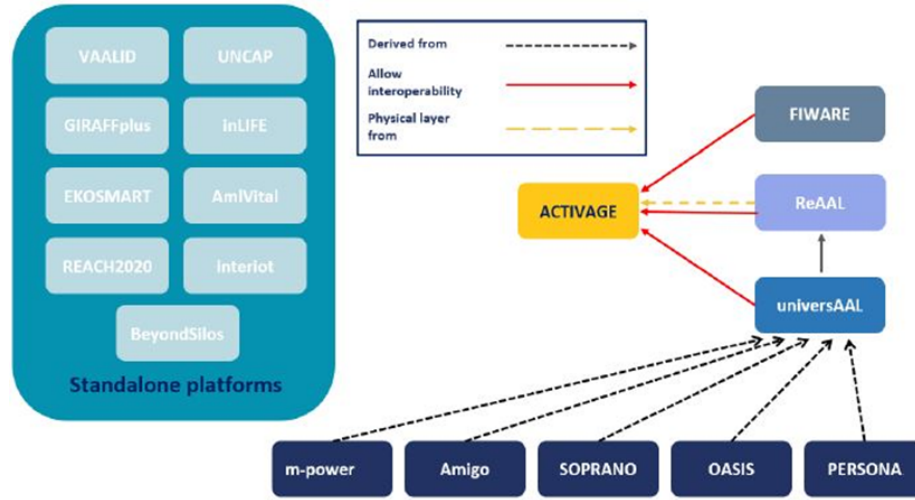 VAALID
UNCAP
GIRAFFplus
inLIFE
EKOSMART
AmIVital
REACH2020
interiot
BeyondSilos
Standalone platforms
Derived from
Allow
interoperability
Physical layer
from
FIWARE
ReAAL
ACTIVAGE
universAAL
m-power
Amigo
SOPRANO
OASIS
PERSONA